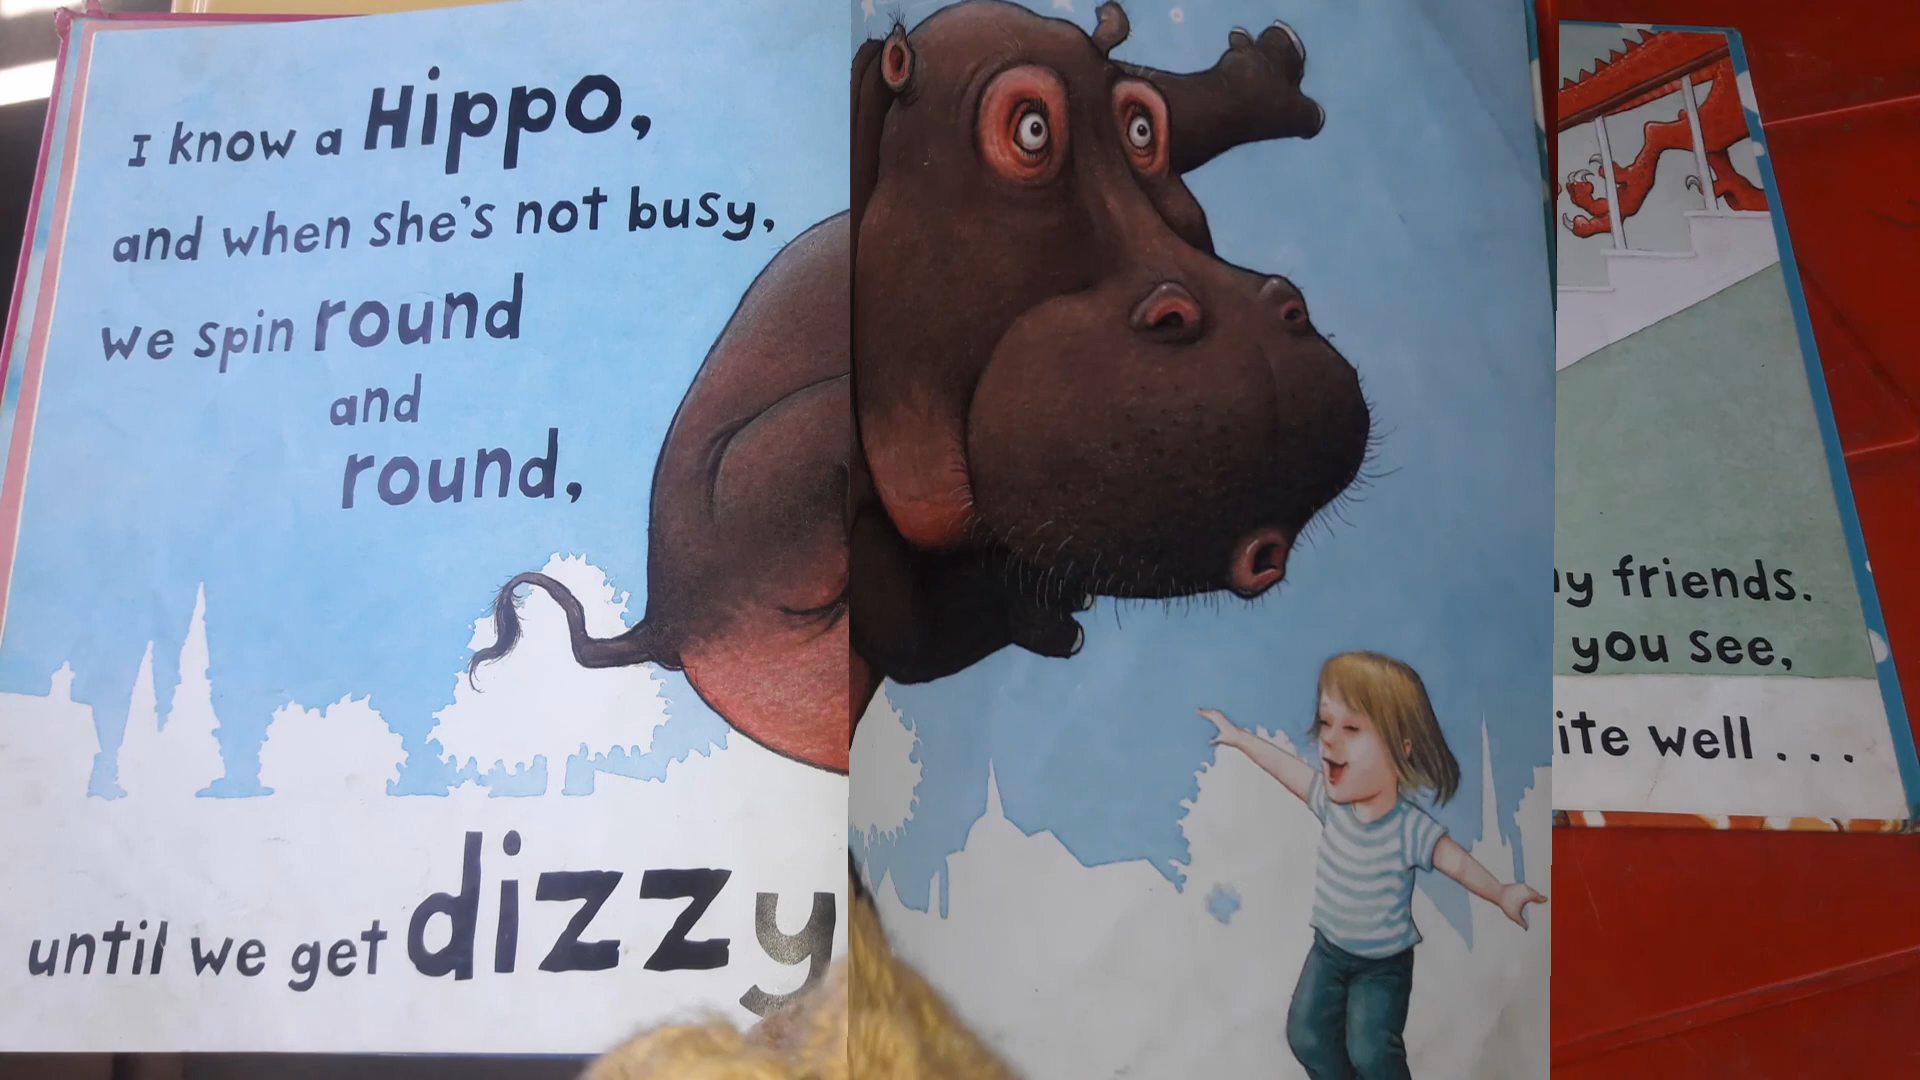 I know a Hippo,
and when she's not busy,
we spin round
and
round,
until we get dizzy
friends.
you see,
well . . .